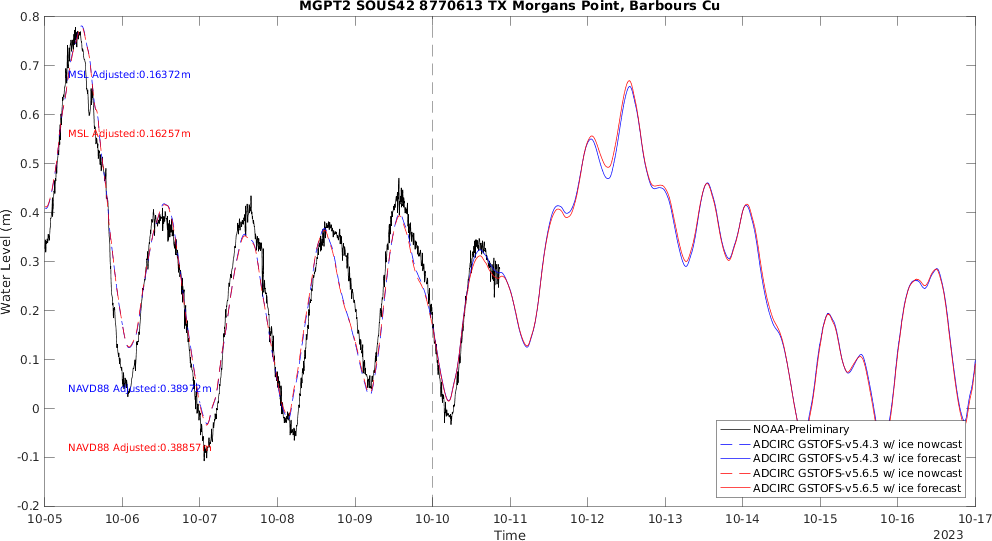 MGPT2 SOUS42 8770613 TX Morgans Point, Barbours Cu
Water Level (m)
0.8
0.7
0.6
0.5
0.4
0.3
0.2
0.1
0
-0.1
-0.2
MSL Adjusted:0.16372m
MSL Adjusted:0.16257m
NAVD88 Adjusted:0.38972m
NAVD88 Adjusted:0.38857m
NOAA-Preliminary
ADCIRC GSTOFS-v5.4.3 w/ ice nowcast
ADCIRC GSTOFS-v5.4.3 w/ ice forecast
ADCIRC GSTOFS-v5.6.5 w/ ice nowcast
ADCIRC GSTOFS-v5.6.5 w/ ice forecast
10-05 10-06 10-07 10-08 10-09 10-10 10-11 10-12 10-13 10-14 10-15 10-16 10-17
Time
2023